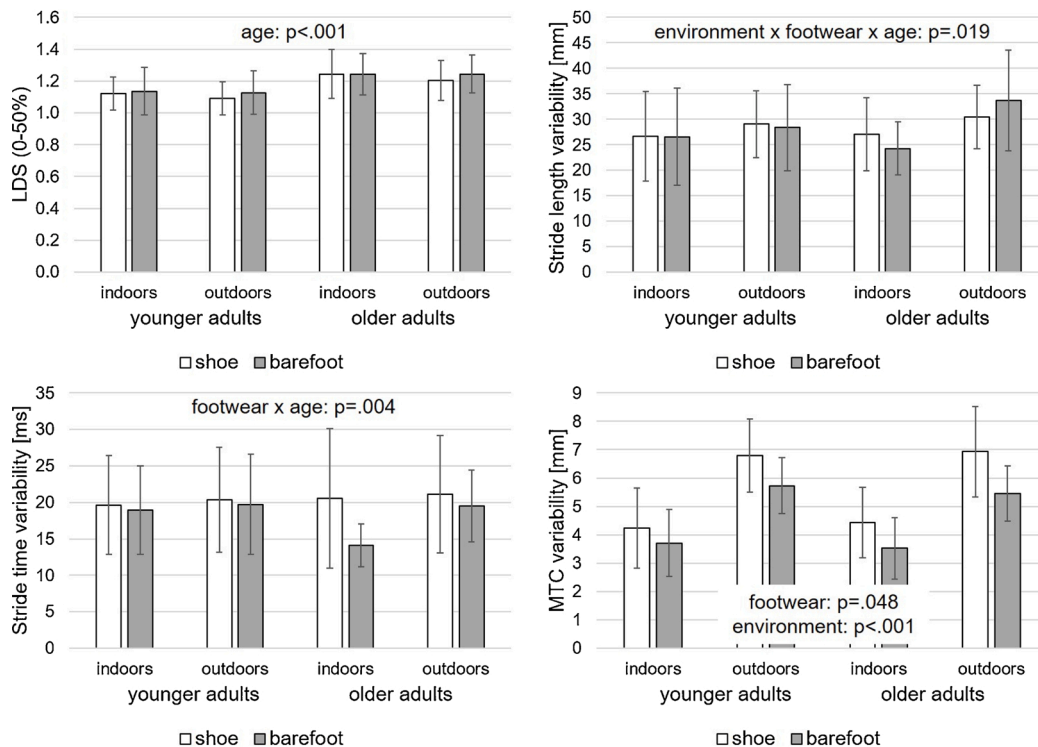 LDS (0-50%)
1.6
1.4
1.2
1.0
0.8
0.6
0.4
0.2
0.0
age: p<.001
indoors outdoors indoors outdoors
younger adults older adults
shoe barefoot
Stride length variability [mm]
50
45
40
35
30
25
20
15
10
5
0
environment x footwear x age: p=.019
indoors outdoors indoors outdoors
younger adults older adults
shoe barefoot
Stride time variability [ms]
35
30
25
20
15
10
5
0
footwear x age: p=.004
indoors outdoors indoors outdoors
younger adults older adults
shoe barefoot
MTC variability [mm]
9
8
7
6
5
4
3
2
1
0
footwear: p=.048
environment: p<.001
indoors outdoors indoors outdoors
younger adults older adults
shoe barefoot